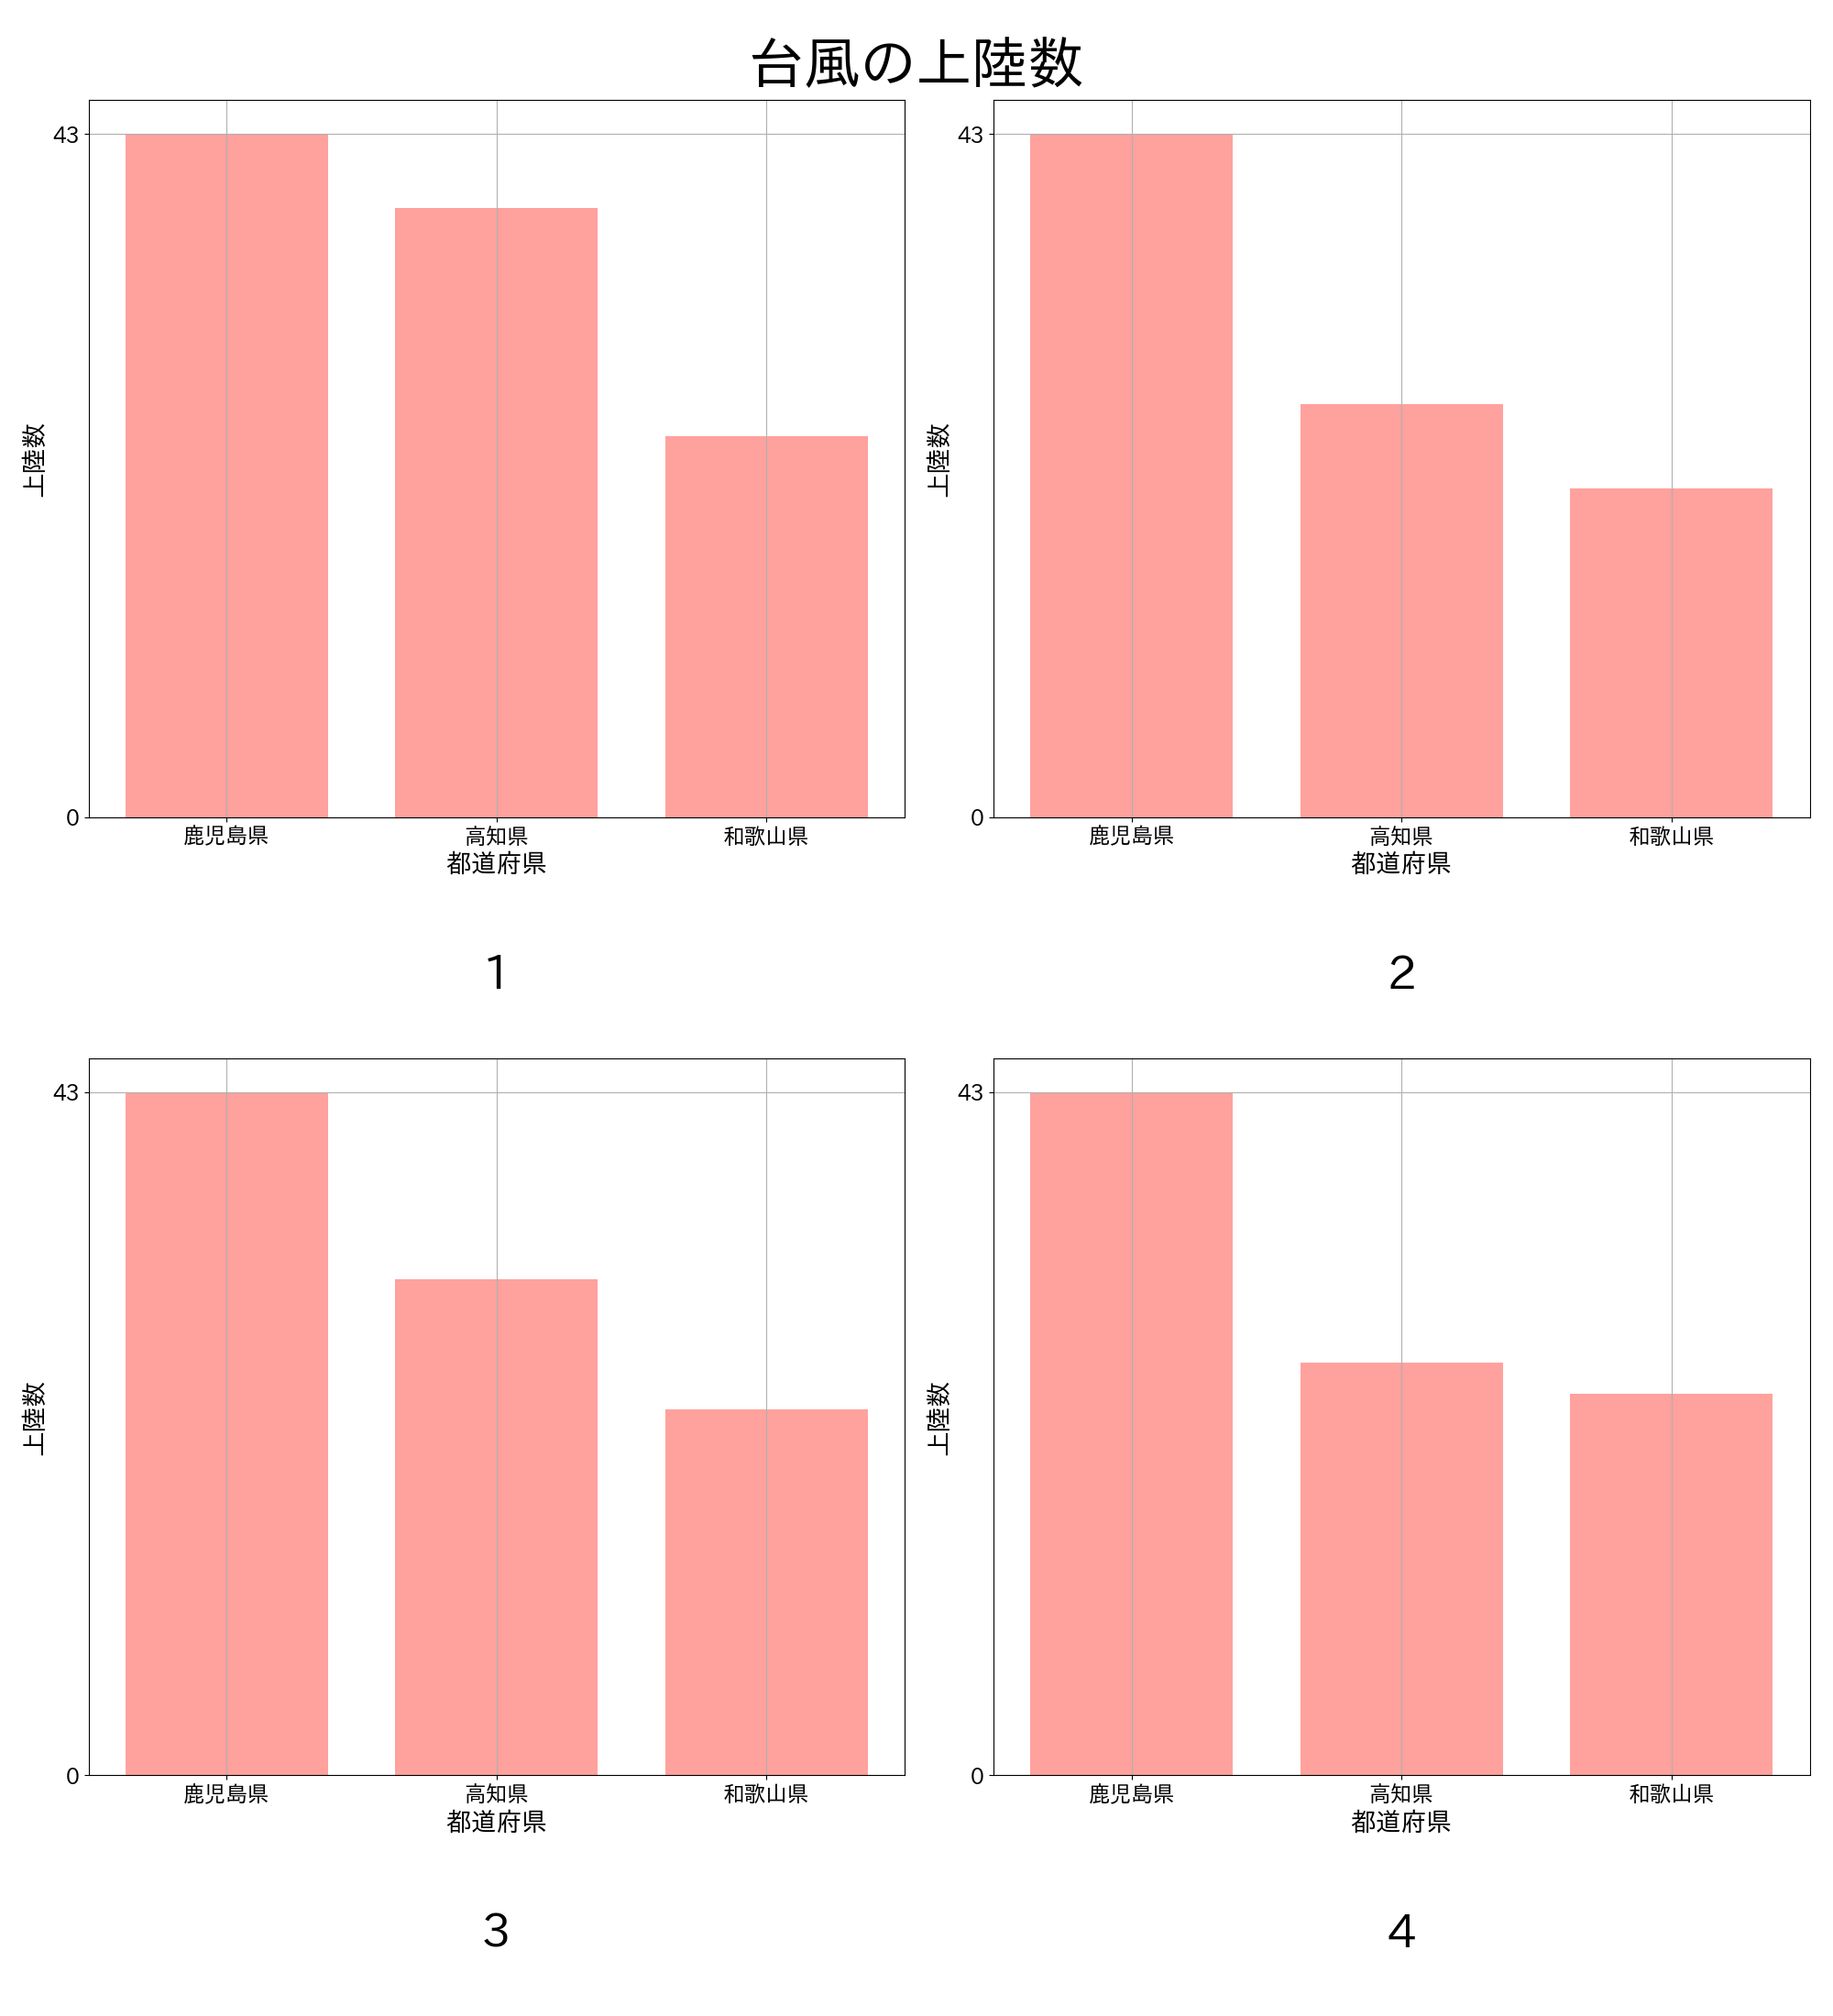 台風の上陸数
43
0
上陸数
鹿児島県 高知県 和歌山県
都道府県
1
43
0
上陸数
鹿児島県 高知県 和歌山県
都道府県
2
43
0
上陸数
鹿児島県 高知県 和歌山県
都道府県
3
43
0
上陸数
鹿児島県 高知県 和歌山県
都道府県
4